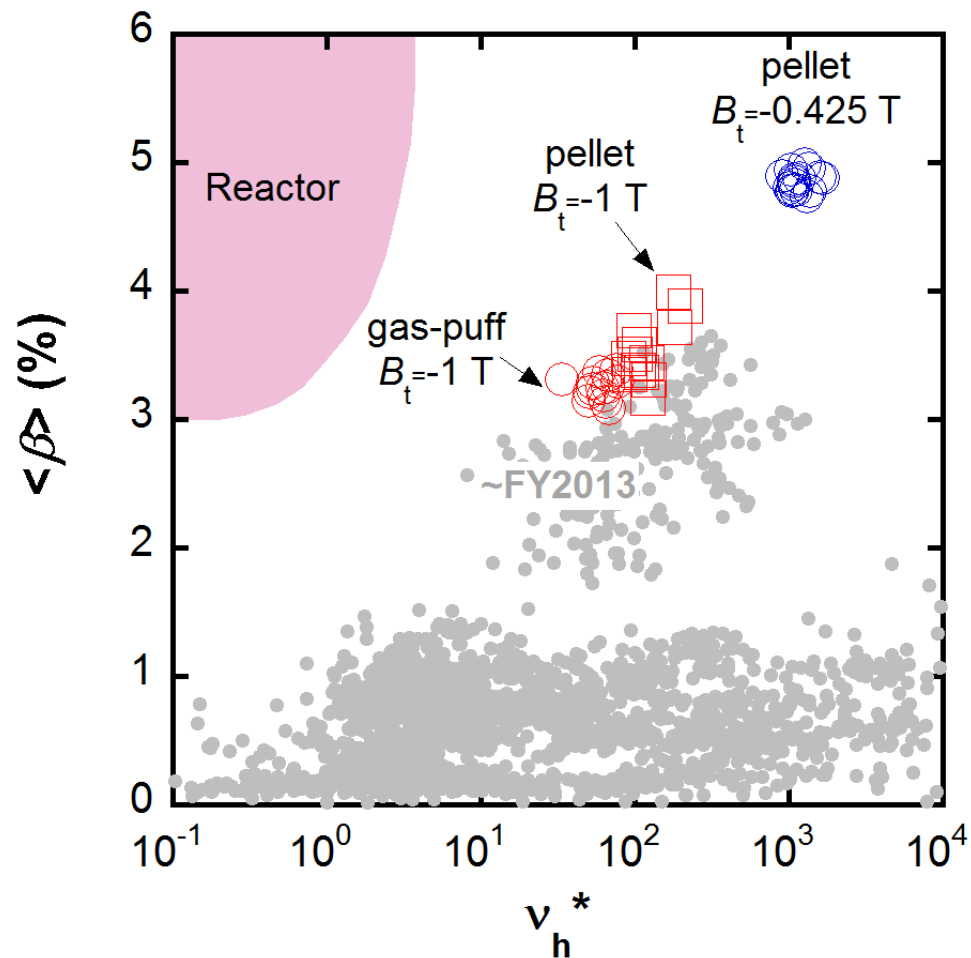 6
5
4
3
2
1
0
<β> (%)
Reactor
pellet
Bt=-0.425 T
pellet
Bt=-1 T
gas-puff
Bt=-1 T
~FY2013
10-1
100
101
102
103
104
νh*